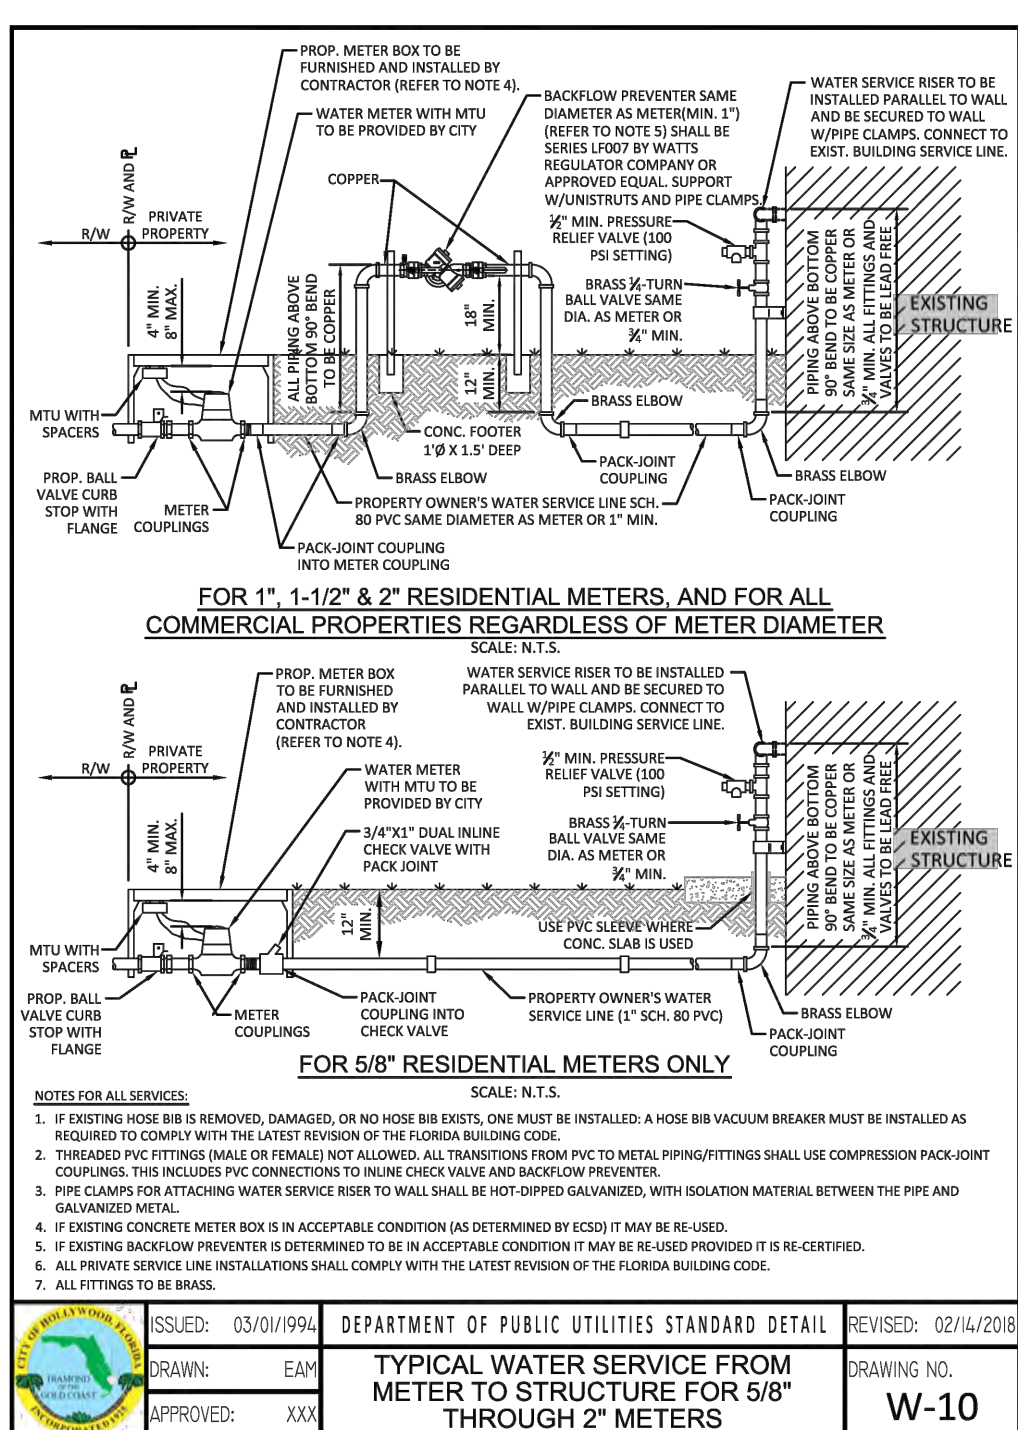 PROP. METER BOX TO BE
FURNISHED AND INSTALLED BY
CONTRACTOR (REFER TO NOTE 4).
WATER METER WITH MTU
TO BE PROVIDED BY CITY
COPPER
BACKFLOW PREVENTER SAME
DIAMETER AS METER(MIN. 1")
(REFER TO NOTE 5) SHALL BE
SERIES LF007 BY WATTS
REGULATOR COMPANY OR
APPROVED EQUAL. SUPPORT
W/UNISTRUTS AND PIPE CLAMPS.
WATER SERVICE RISER TO BE
INSTALLED PARALLEL TO WALL
AND BE SECURED TO WALL
W/PIPE CLAMPS. CONNECT TO
EXIST. BUILDING SERVICE LINE.
R/W AND PL
R/W
PRIVATE
PROPERTY
½" MIN. PRESSURE
RELIEF VALVE (100
PSI SETTING)
BRASS ¼-TURN
BALL VALVE SAME
DIA. AS METER OR
¾" MIN.
4" MIN.
8" MAX.
ALL PIPING ABOVE
BOTTOM 90° BEND
TO BE COPPER
18"
MIN.
12"
MIN.
PIPING ABOVE BOTTOM
90° BEND TO BE COPPER
SAME SIZE AS METER OR
¾" MIN. ALL FITTINGS AND
VALVES TO BE LEAD FREE
EXISTING
STRUCTURE
MTU WITH
SPACERS
PROP. BALL
VALVE CURB
STOP WITH
FLANGE
METER
COUPLINGS
CONC. FOOTER
1'Ø X 1.5' DEEP
BRASS ELBOW
BRASS ELBOW
PACK-JOINT
COUPLING
BRASS ELBOW
PACK-JOINT
COUPLING
PROPERTY OWNER'S WATER SERVICE LINE SCH.
80 PVC SAME DIAMETER AS METER OR 1" MIN.
PACK-JOINT COUPLING
INTO METER COUPLING
FOR 1", 1-1/2" & 2" RESIDENTIAL METERS, AND FOR ALL
COMMERCIAL PROPERTIES REGARDLESS OF METER DIAMETER
SCALE: N.T.S.
PROP. METER BOX
TO BE FURNISHED
AND INSTALLED BY
CONTRACTOR
(REFER TO NOTE 4).
WATER SERVICE RISER TO BE INSTALLED
PARALLEL TO WALL AND BE SECURED TO
WALL W/PIPE CLAMPS. CONNECT TO
EXIST. BUILDING SERVICE LINE.
R/W AND PL
R/W
PRIVATE
PROPERTY
WATER METER
WITH MTU TO BE
PROVIDED BY CITY
3/4"X1" DUAL INLINE
CHECK VALVE WITH
PACK JOINT
½" MIN. PRESSURE
RELIEF VALVE (100
PSI SETTING)
BRASS ¼-TURN
BALL VALVE SAME
DIA. AS METER OR
¾" MIN.
4" MIN.
8" MAX.
12"
MIN.
USE PVC SLEEVE WHERE
CONC. SLAB IS USED
PIPING ABOVE BOTTOM
90° BEND TO BE COPPER
SAME SIZE AS METER OR
¾" MIN. ALL FITTINGS AND
VALVES TO BE LEAD FREE
EXISTING
STRUCTURE
MTU WITH
SPACERS
PROP. BALL
VALVE CURB
STOP WITH
FLANGE
METER
COUPLINGS
PACK-JOINT
COUPLING INTO
CHECK VALVE
PROPERTY OWNER'S WATER
SERVICE LINE (1" SCH. 80 PVC)
BRASS ELBOW
PACK-JOINT
COUPLING
FOR 5/8" RESIDENTIAL METERS ONLY
SCALE: N.T.S.
NOTES FOR ALL SERVICES:
1. IF EXISTING HOSE BIB IS REMOVED, DAMAGED, OR NO HOSE BIB EXISTS, ONE MUST BE INSTALLED: A HOSE BIB VACUUM BREAKER MUST BE INSTALLED AS
REQUIRED TO COMPLY WITH THE LATEST REVISION OF THE FLORIDA BUILDING CODE.
2. THREADED PVC FITTINGS (MALE OR FEMALE) NOT ALLOWED. ALL TRANSITIONS FROM PVC TO METAL PIPING/FITTINGS SHALL USE COMPRESSION PACK-JOINT
COUPLINGS. THIS INCLUDES PVC CONNECTIONS TO INLINE CHECK VALVE AND BACKFLOW PREVENTER.
3. PIPE CLAMPS FOR ATTACHING WATER SERVICE RISER TO WALL SHALL BE HOT-DIPPED GALVANIZED, WITH ISOLATION MATERIAL BETWEEN THE PIPE AND
GALVANIZED METAL.
4. IF EXISTING CONCRETE METER BOX IS IN ACCEPTABLE CONDITION (AS DETERMINED BY ECSD) IT MAY BE RE-USED.
5. IF EXISTING BACKFLOW PREVENTER IS DETERMINED TO BE IN ACCEPTABLE CONDITION IT MAY BE RE-USED PROVIDED IT IS RE-CERTIFIED.
6. ALL PRIVATE SERVICE LINE INSTALLATIONS SHALL COMPLY WITH THE LATEST REVISION OF THE FLORIDA BUILDING CODE.
7. ALL FITTINGS TO BE BRASS.
CITY OF HOLLYWOOD, FLORIDA
DIAMOND
OF THE
GOLD COAST
INCORPORATED 1925
ISSUED: 03/01/1994
DRAWN: EAM
APPROVED: XXX
DEPARTMENT OF PUBLIC UTILITIES STANDARD DETAIL
TYPICAL WATER SERVICE FROM
METER TO STRUCTURE FOR 5/8"
THROUGH 2" METERS
REVISED: 02/14/2018
DRAWING NO.
W-10